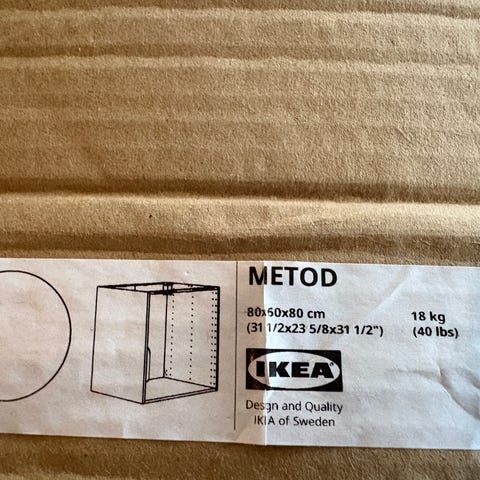 METOD
80x60x80 cm
(31 1/2x23 5/8x31 1/2")
18 kg
(40 lbs)
IKEA
Design and Quality
IKEA of Sweden